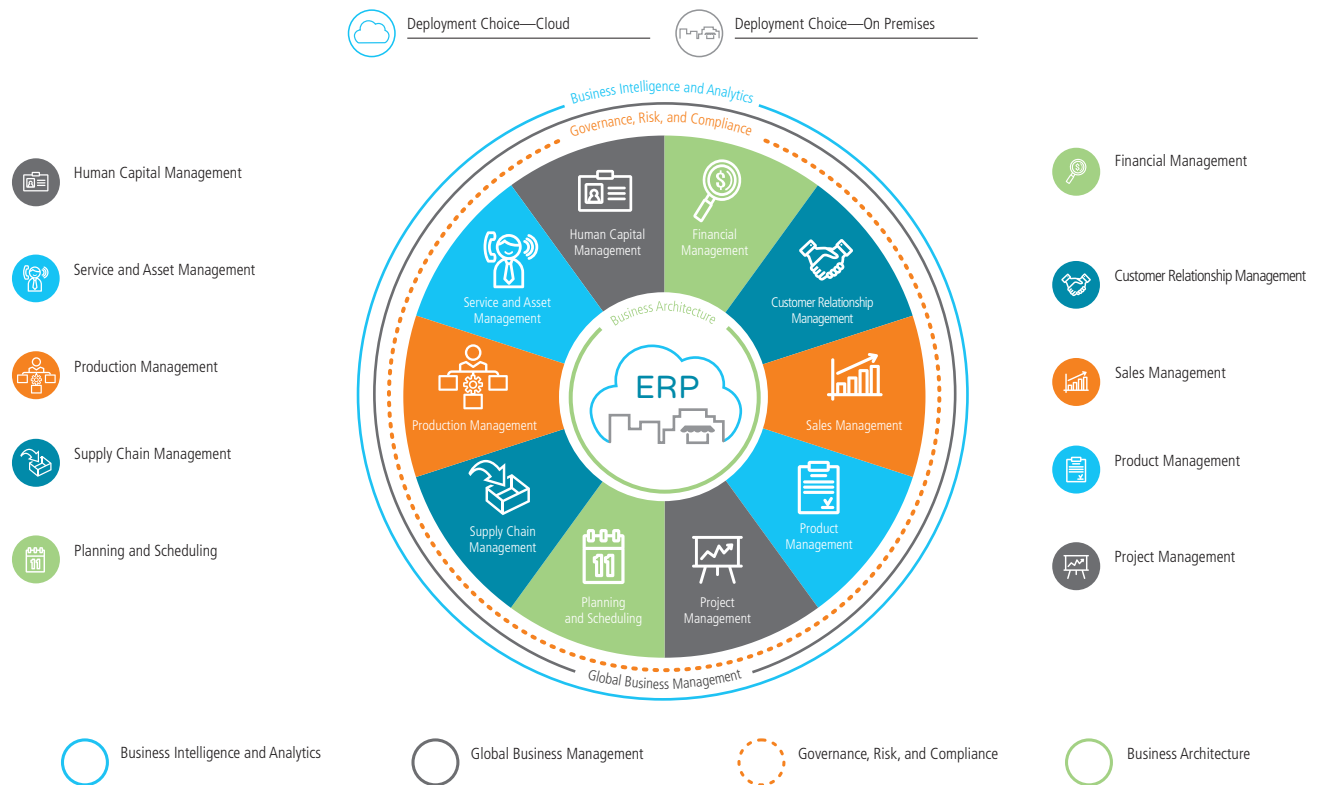 Deployment Choice—Cloud
Deployment Choice—On Premises
Business Intelligence and Analytics
Governance, Risk, and Compliance
Human Capital Management
Service and Asset Management
Production Management
Supply Chain Management
Planning and Scheduling
11
Human Capital
Management
Financial
Management
$
Service and Asset
Management
Customer Relationship
Management
Business Architecture
ERP
Production Management
Sales Management
Supply Chain
Management
Product
Management
11
Planning
and Scheduling
Project
Management
Global Business Management
Financial Management
$
Customer Relationship Management
Sales Management
Product Management
Project Management
Business Intelligence and Analytics
Global Business Management
Governance, Risk, and Compliance
Business Architecture